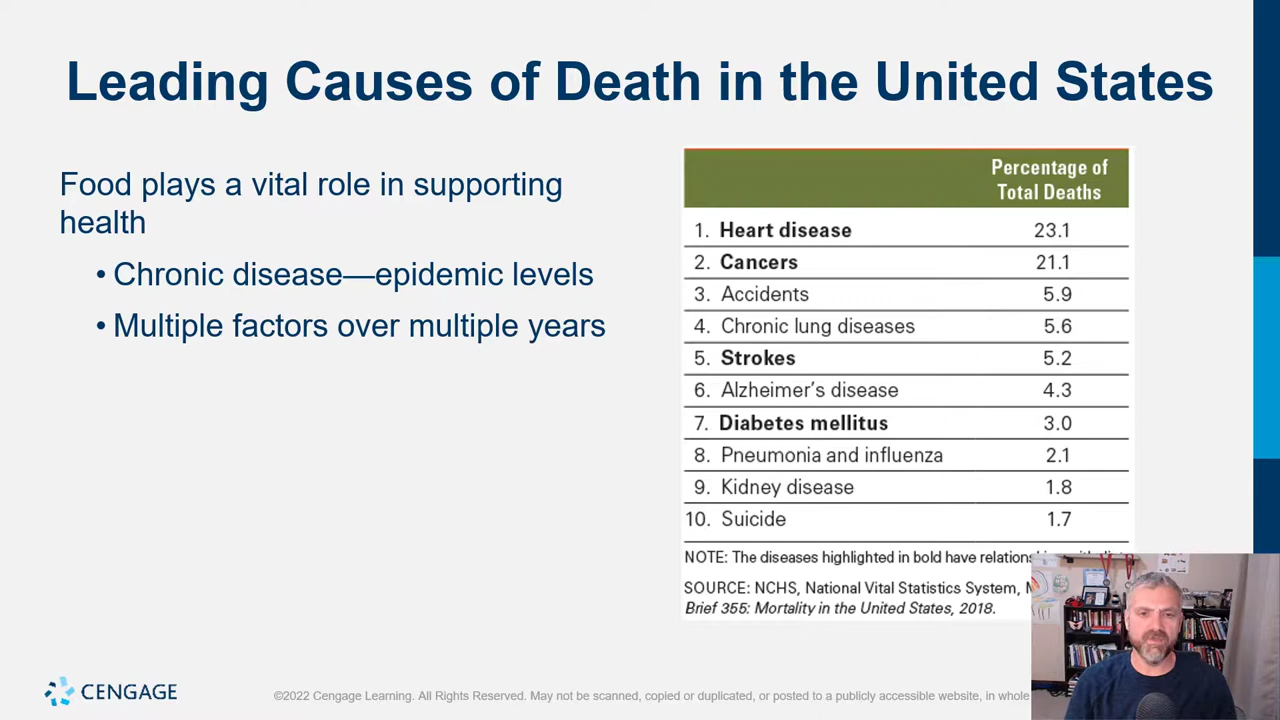 Leading Causes of Death in the United States
Food plays a vital role in supporting
health
• Chronic disease—epidemic levels
• Multiple factors over multiple years
Percentage of
Total Deaths
1. Heart disease 23.1
2. Cancers 21.1
3. Accidents 5.9
4. Chronic lung diseases 5.6
5. Strokes 5.2
6. Alzheimer's disease 4.3
7. Diabetes mellitus 3.0
8. Pneumonia and influenza 2.1
9. Kidney disease 1.8
10. Suicide 1.7
NOTE: The diseases highlighted in bold have
SOURCE: NCHS, National Vital Statistics System,
Brief 355: Mortality in the United States, 2018.
CENGAGE
©2022 Cengage Learning. All Rights Reserved. May not be scanned, copied or duplicated, or posted to a publicly accessible website, in whole